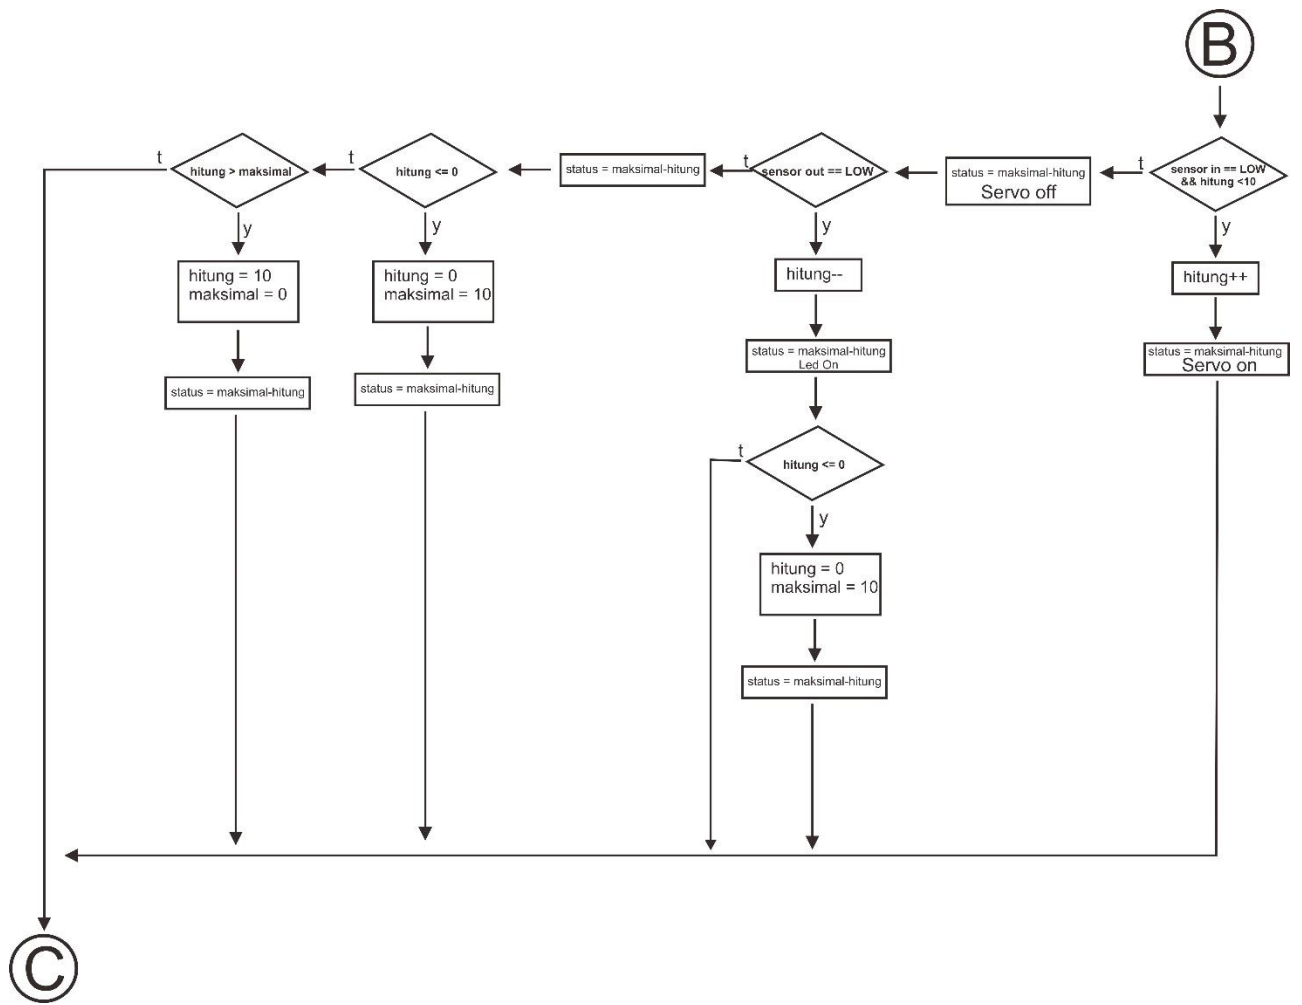 B
t
hitung > maksimal
t
hitung <= 0
status = maksimal-hitung
t
sensor out == LOW
status = maksimal-hitung
Servo off
t
sensor in == LOW
&& hitung <10
y
y
y
y
hitung = 10
maksimal = 0
hitung = 0
maksimal = 10
hitung--
hitung++
status = maksimal-hitung
Led On
status = maksimal-hitung
Servo on
status = maksimal-hitung
status = maksimal-hitung
t
hitung <= 0
y
hitung = 0
maksimal = 10
status = maksimal-hitung
C